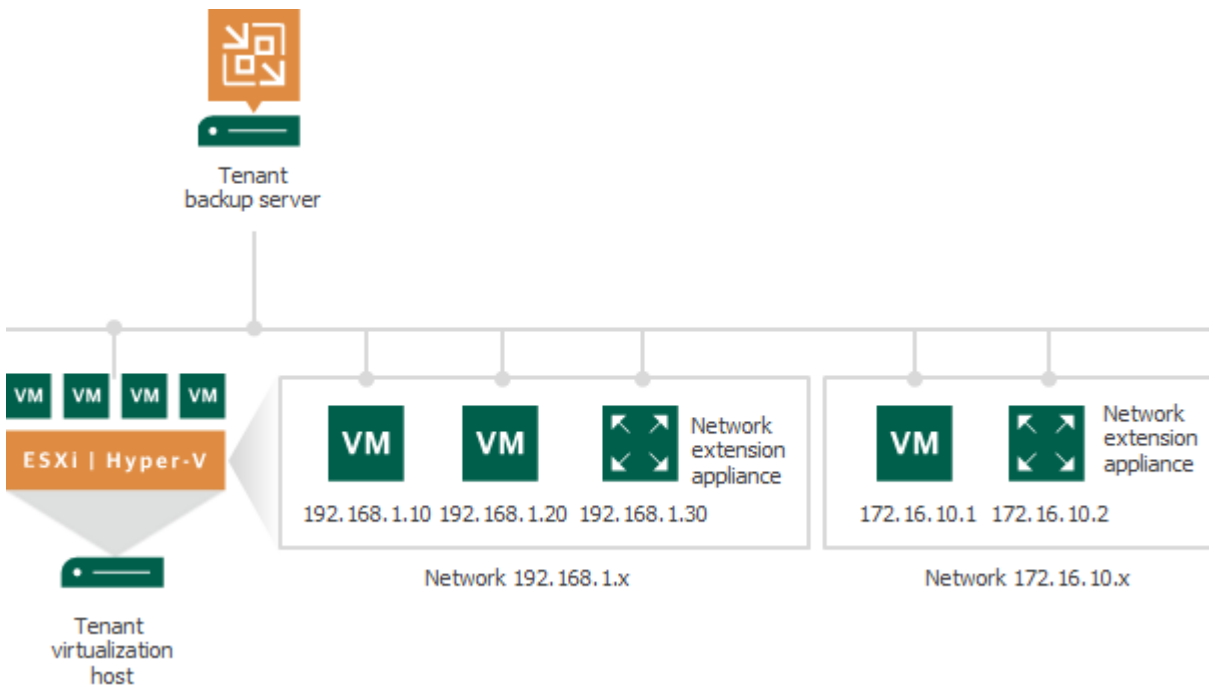 Tenant
backup server
VM VM VM VM
ESXi | Hyper-V
Tenant
virtualization
host
VM VM
Network
extension
appliance
192.168.1.10 192.168.1.20 192.168.1.30
Network 192.168.1.x
VM
Network
extension
appliance
172.16.10.1 172.16.10.2
Network 172.16.10.x